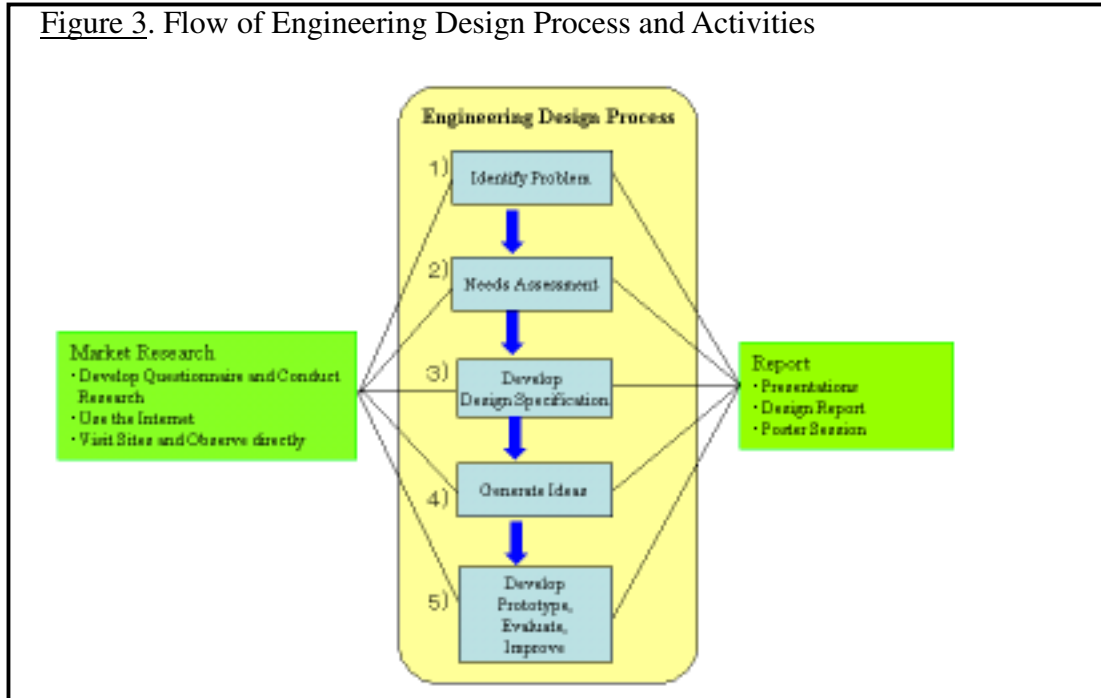 Figure 3. Flow of Engineering Design Process and Activities
Engineering Design Process
1)
Identify Problem
2)
Needs Assessment
Market Research
・Develop Questionnaire and Conduct
Research
・Use the Internet
・Visit Sites and Observe directly
3)
Develop
Design Specification
Report
・Presentations
・Design Report
・Poster Session
4)
Generate Ideas
5)
Develop
Prototype,
Evaluate,
Improve